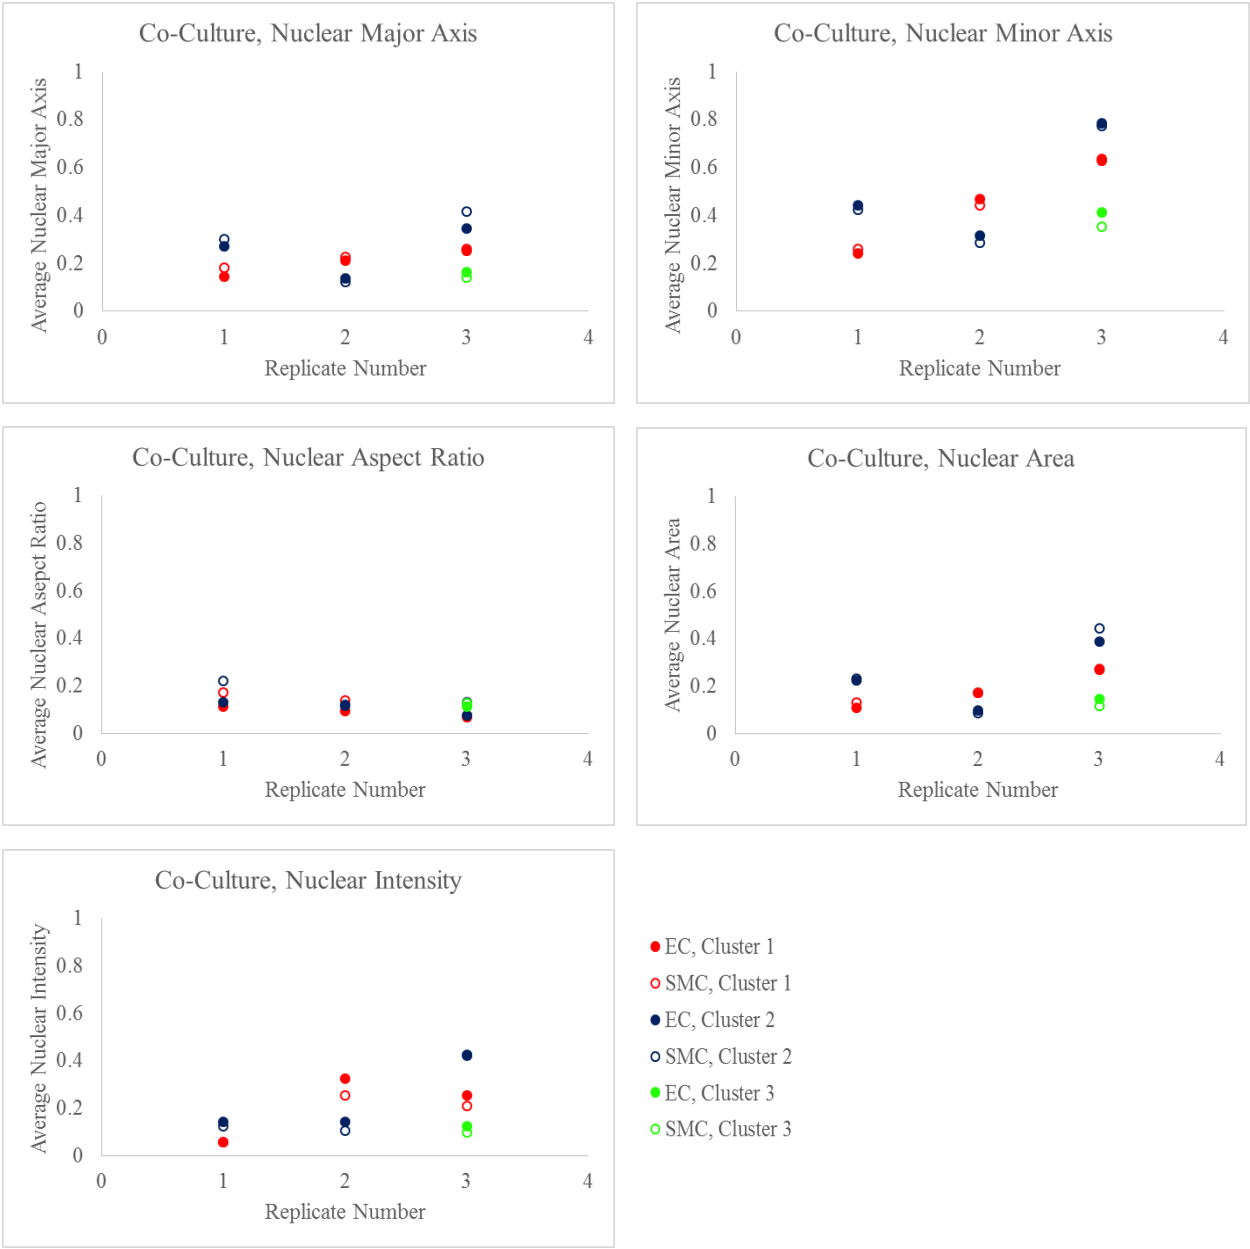 Co-Culture, Nuclear Major Axis
Average Nuclear Major Axis
1
0.8
0.6
0.4
0.2
0
0 1 2 3 4
Replicate Number
Co-Culture, Nuclear Minor Axis
Average Nuclear Minor Axis
1
0.8
0.6
0.4
0.2
0
0 1 2 3 4
Replicate Number
Co-Culture, Nuclear Aspect Ratio
Average Nuclear Asepct Ratio
1
0.8
0.6
0.4
0.2
0
0 1 2 3 4
Replicate Number
Co-Culture, Nuclear Area
Average Nuclear Area
1
0.8
0.6
0.4
0.2
0
0 1 2 3 4
Replicate Number
Co-Culture, Nuclear Intensity
Average Nuclear Intensity
1
0.8
0.6
0.4
0.2
0
0 1 2 3 4
Replicate Number
EC, Cluster 1
SMC, Cluster 1
EC, Cluster 2
SMC, Cluster 2
EC, Cluster 3
SMC, Cluster 3